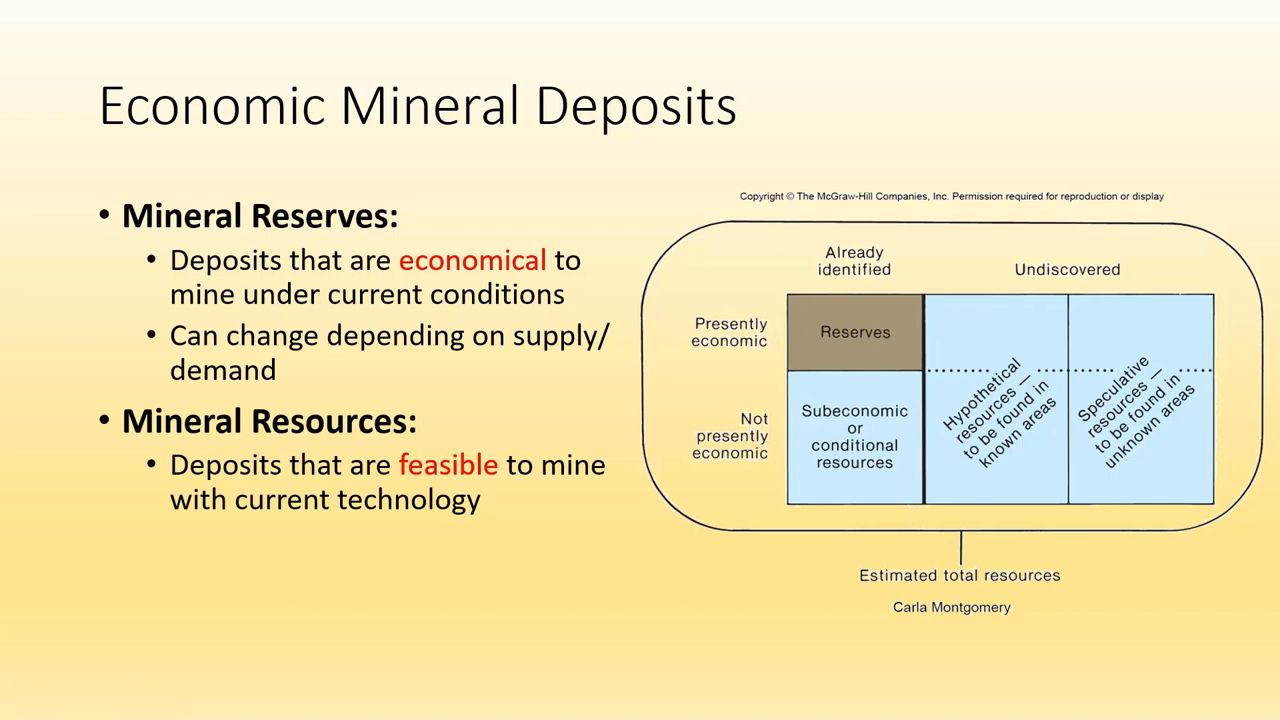 Economic Mineral Deposits
• Mineral Reserves:
• Deposits that are economical to
mine under current conditions
• Can change depending on supply/
demand
• Mineral Resources:
• Deposits that are feasible to mine
with current technology
Copyright © The McGraw-Hill Companies, Inc. Permission required for reproduction or display
Already
identified
Undiscovered
Presently
economic
Reserves
Not
presently
economic
Subeconomic
or
conditional
resources
Hypothetical
resources —
to be found in
known areas
Speculative
resources —
to be found in
unknown areas
Estimated total resources
Carla Montgomery